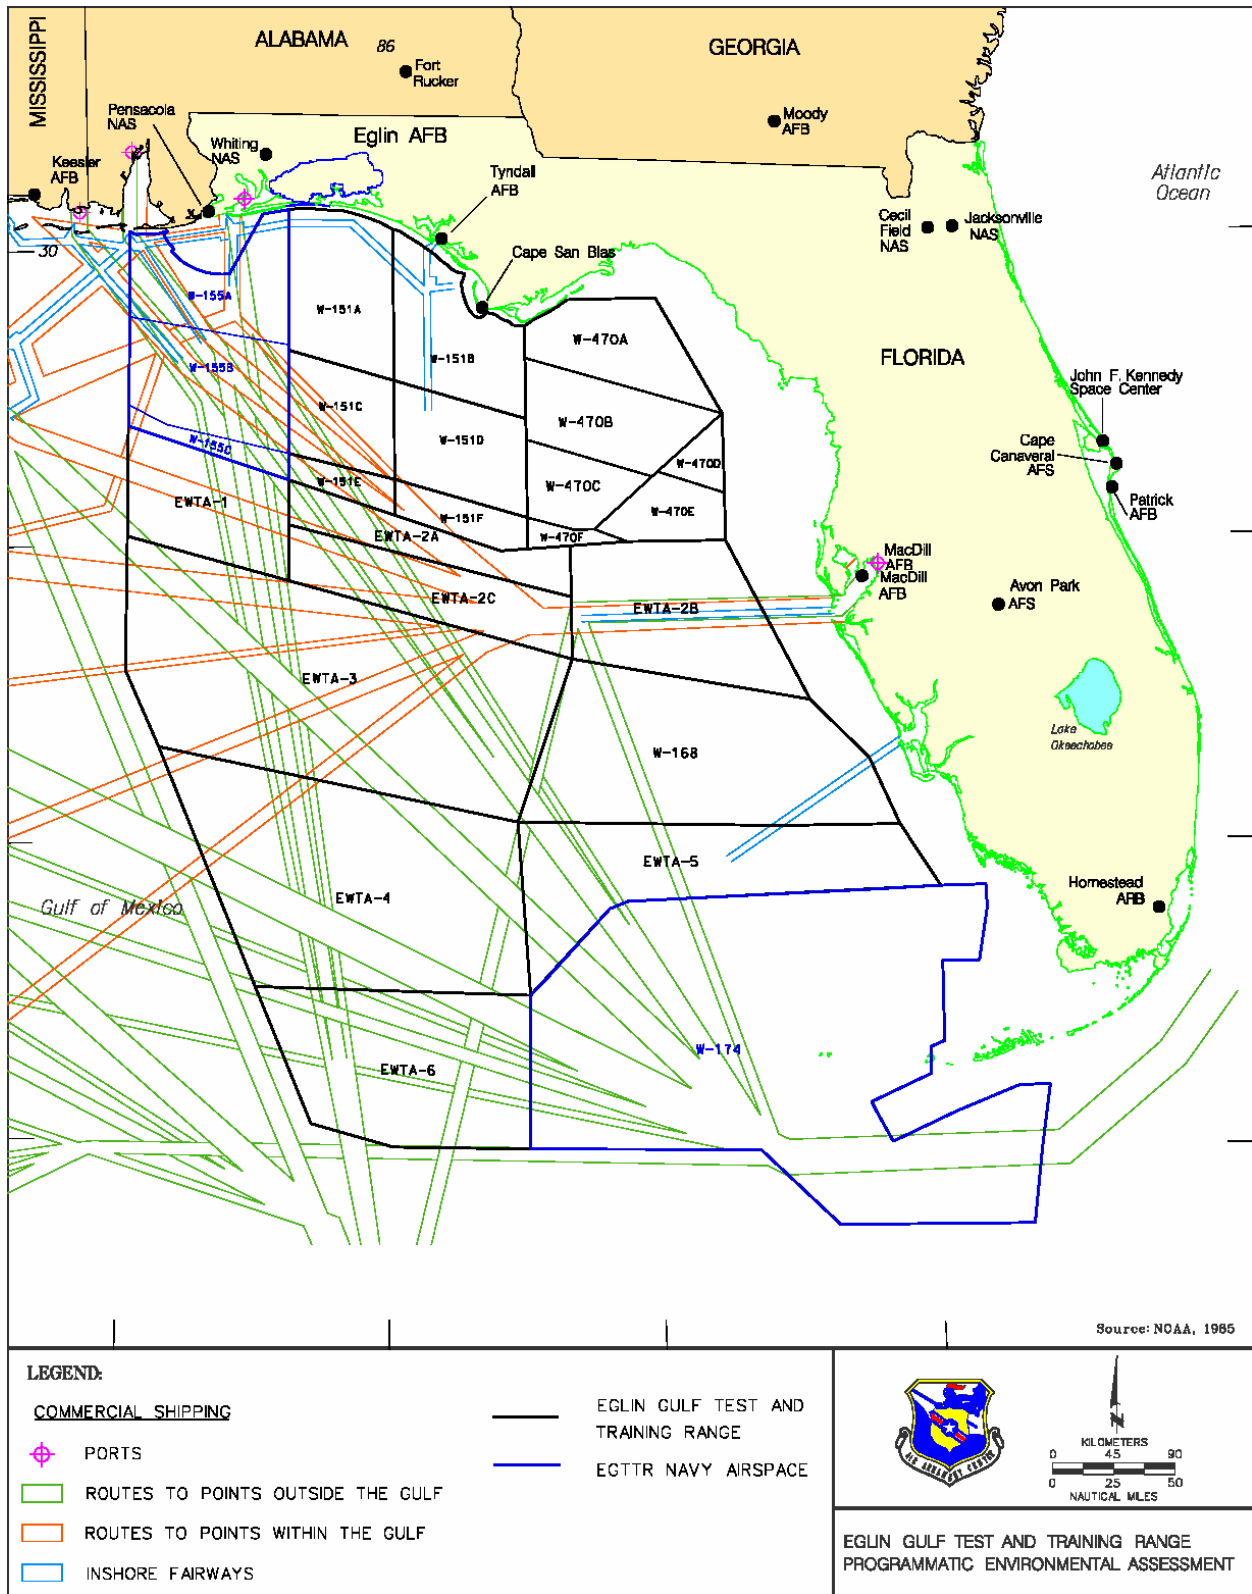 MISSISSIPPI
ALABAMA
86
Fort
Rucker
GEORGIA
Pensacola
NAS
Moody
AFB
Eglin AFB
Whiting
NAS
Keesler
AFB
Tyndall
AFB
Atlantic
Ocean
Cecil
Field
NAS
Jacksonville
NAS
30
Cape San Blas
W-155A
W-151A
W-470A
W-151B
FLORIDA
W-155B
John F. Kennedy
Space Center
W-151C
W-470B
W-155C
W-151D
Cape
Canaveral
AFS
W-470D
W-151E
W-470C
EWTA-1
Patrick
AFB
W-151F
W-470E
EWTA-2A
W-470F
MacDill
AFB
MacDill
AFB
Avon Park
AFS
EWTA-2C
EWTA-2B
EWTA-3
Lake
Okeechobee
W-168
EWTA-5
EWTA-4
Gulf of Mexico
Homestead
ARB
W-174
EWTA-6
Source: NOAA, 1985
LEGEND:
COMMERCIAL SHIPPING
PORTS
ROUTES TO POINTS OUTSIDE THE GULF
ROUTES TO POINTS WITHIN THE GULF
INSHORE FAIRWAYS
EGLIN GULF TEST AND
TRAINING RANGE
EGTTR NAVY AIRSPACE
AIR ARMAMENT CENTER
N
KILOMETERS
0 45 90
0 25 50
NAUTICAL MILES
EGLIN GULF TEST AND TRAINING RANGE
PROGRAMMATIC ENVIRONMENTAL ASSESSMENT